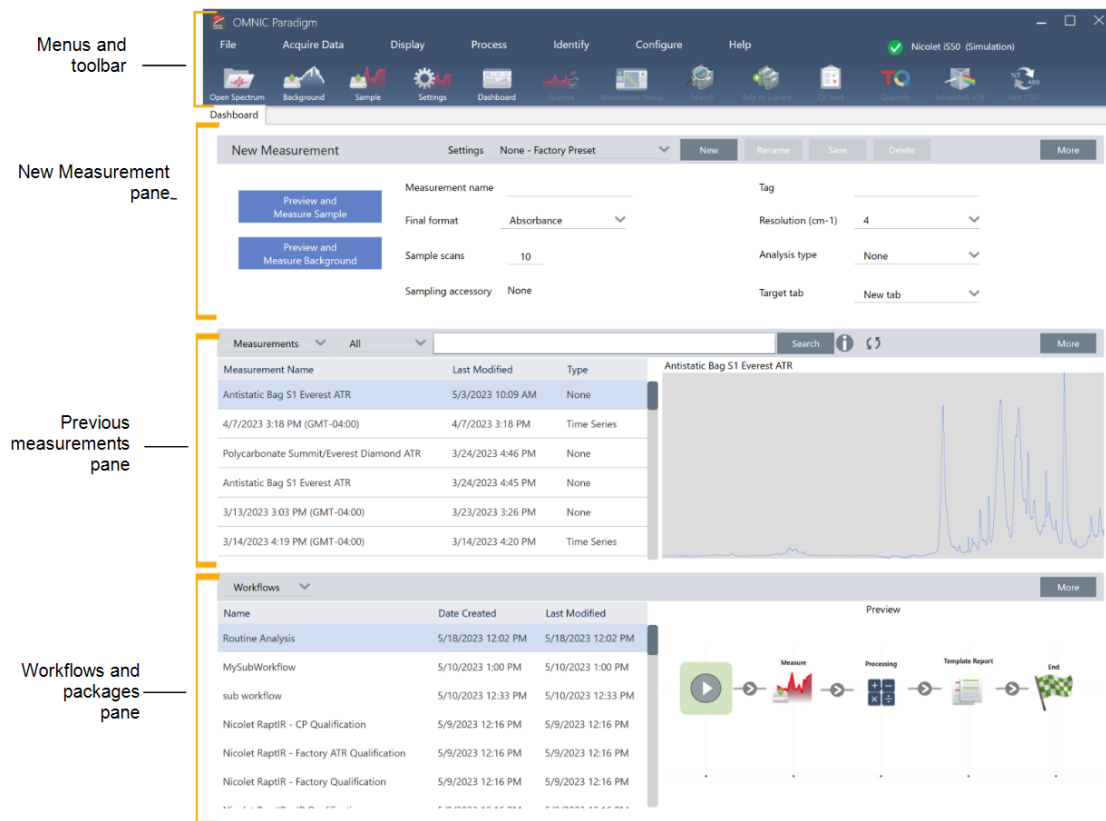 OMNIC Paradigm
Menus and
toolbar
File Acquire Data Display Process Identify Configure Help Nicolet iS50 (Simulation)
Open Spectrum Background Sample Settings Dashboard Spectra Microscope Setup Search Add to Library QCheck Quantify Advanced ATR Abs / %T
Dashboard
New Measurement
pane
New Measurement Settings None - Factory Preset New Rename Save Delete More
Preview and
Measure Sample
Preview and
Measure Background
Measurement name Tag
Final format Absorbance Resolution (cm-1) 4
Sample scans 10 Analysis type None
Sampling accessory None Target tab New tab
Previous
measurements
pane
Measurements All Search More
Measurement Name Last Modified Type Antistatic Bag S1 Everest ATR
Antistatic Bag S1 Everest ATR 5/3/2023 10:09 AM None
4/7/2023 3:18 PM (GMT-04:00) 4/7/2023 3:18 PM Time Series
Polycarbonate Summit/Everest Diamond ATR 3/24/2023 4:46 PM None
Antistatic Bag S1 Everest ATR 3/24/2023 4:45 PM None
3/13/2023 3:03 PM (GMT-04:00) 3/23/2023 3:26 PM None
3/14/2023 4:19 PM (GMT-04:00) 3/14/2023 4:20 PM Time Series
Workflows and
packages
pane
Workflows More
Name Date Created Last Modified Preview
Routine Analysis 5/18/2023 12:02 PM 5/18/2023 12:02 PM
MySubWorkflow 5/10/2023 1:00 PM 5/10/2023 1:00 PM
sub workflow 5/10/2023 12:33 PM 5/10/2023 12:33 PM
Nicolet RaptIR - CP Qualification 5/9/2023 12:16 PM 5/9/2023 12:16 PM
Nicolet RaptIR - Factory ATR Qualification 5/9/2023 12:16 PM 5/9/2023 12:16 PM
Nicolet RaptIR - Factory Qualification 5/9/2023 12:16 PM 5/9/2023 12:16 PM
Measure Processing Template Report End